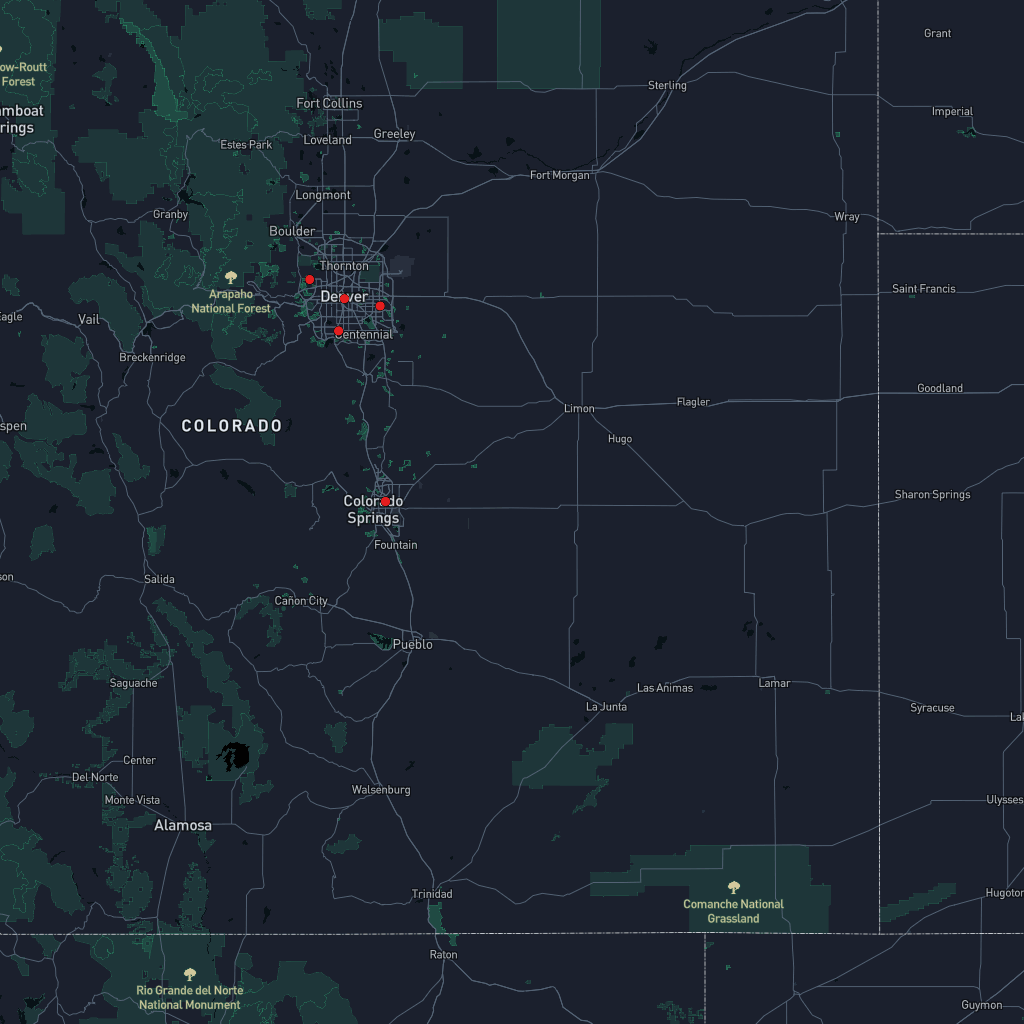 Grant
ow-Routt
Forest
Sterling
Fort Collins
amboat
rings
Imperial
Greeley
Loveland
Estes Park
Fort Morgan
Longmont
Granby
Wray
Boulder
Thornton
Arapaho
National Forest
Denver
Saint Francis
Eagle
Vail
Centennial
Breckenridge
Goodland
Flagler
Limon
COLORADO
spen
Hugo
Sharon Springs
Colorado
Springs
Fountain
son
Salida
Cañon City
Pueblo
Saguache
Lamar
Las Añimas
La Junta
Syracuse
Lak
Center
Del Norte
Walsenburg
Monte Vista
Ulysses
Alamosa
Trinidad
Hugoton
Comanche National
Grassland
Raton
Rio Grande del Norte
National Monument
Guymon